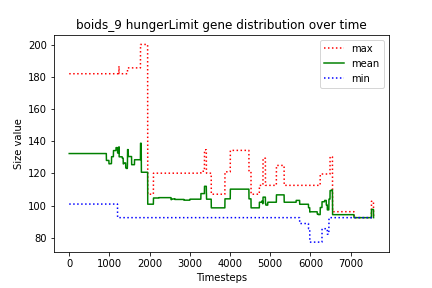 boids_9 hungerLimit gene distribution over time
max
mean
min
Size value
200
180
160
140
120
100
80
0
1000
2000
3000
4000
5000
6000
7000
Timesteps